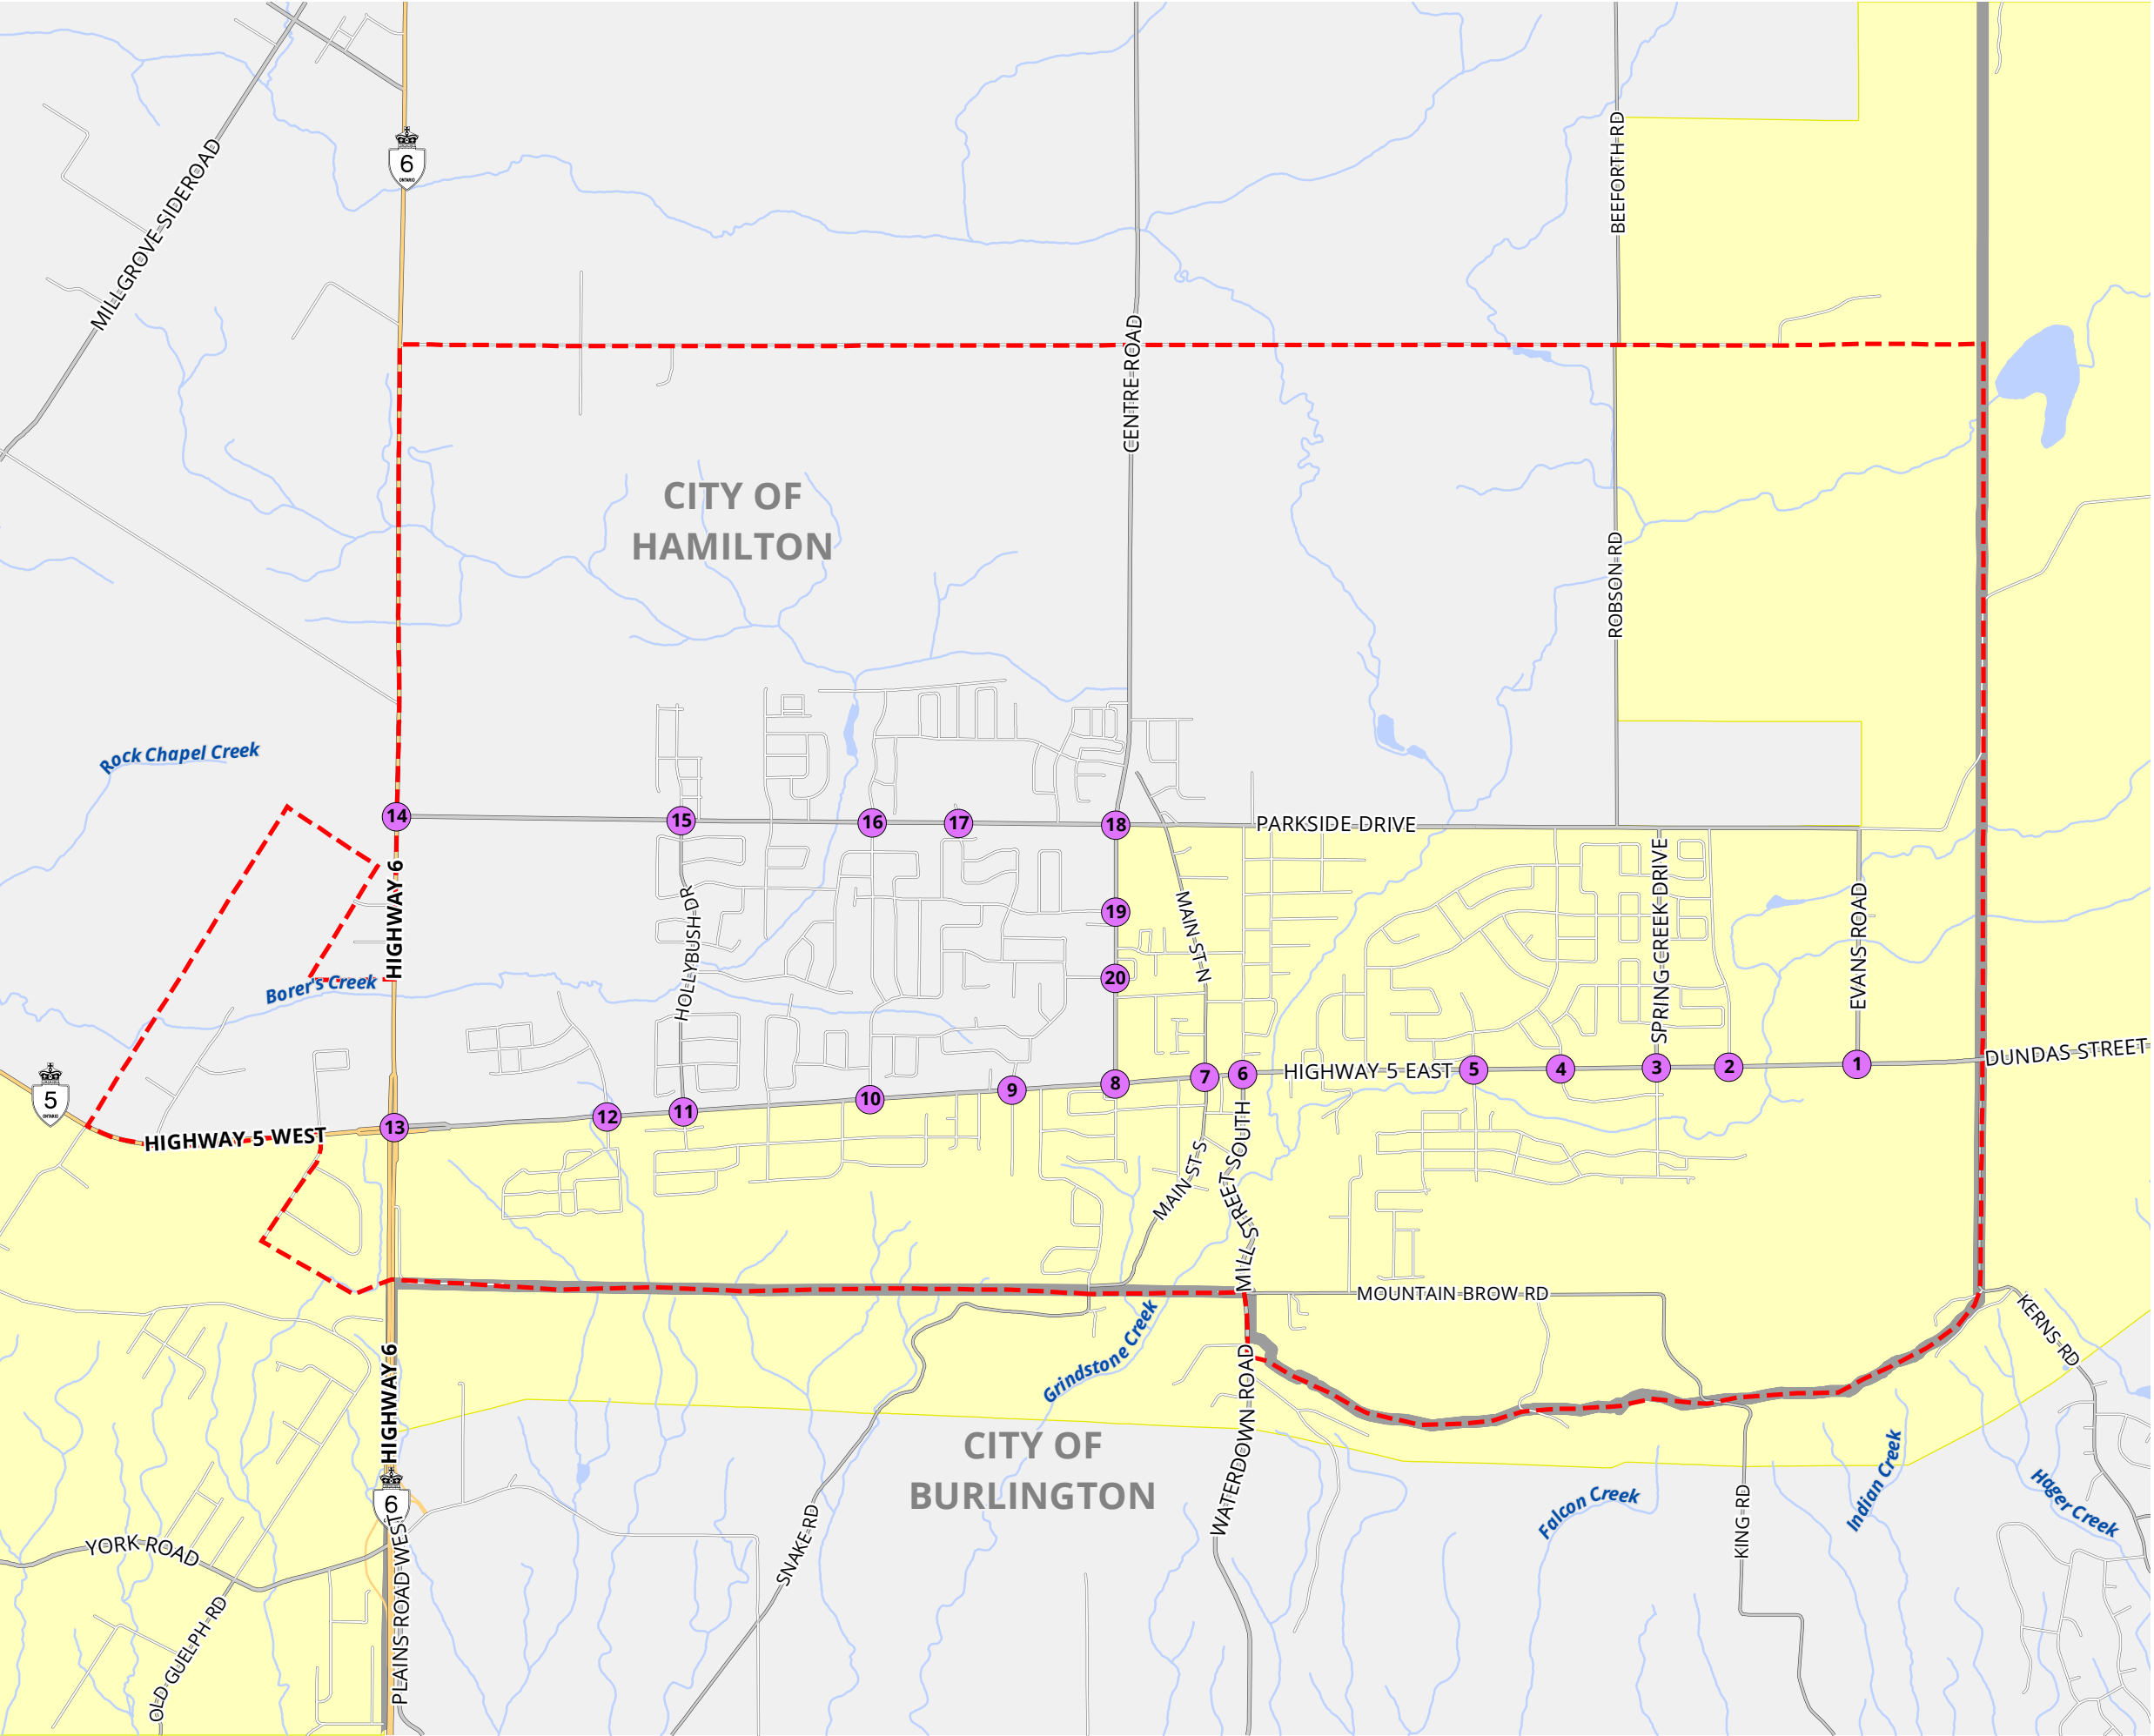 6
ONTARIO
MILLGROVE SIDEROAD
BEEFORTH RD
CENTRE ROAD
CITY OF
HAMILTON
ROBSON RD
Rock Chapel Creek
14
15
16
17
18
PARKSIDE DRIVE
HIGHWAY 6
HOLLYBUSH DR
19
MAIN ST N
SPRING CREEK DRIVE
EVANS ROAD
20
Borer's Creek
5
ONTARIO
HIGHWAY 5 WEST
13
12
11
10
9
8
7
6
HIGHWAY 5 EAST
5
4
3
2
1
DUNDAS STREET
MAIN ST S
MILL STREET SOUTH
MOUNTAIN BROW RD
KERNS RD
Grindstone Creek
HIGHWAY 6
CITY OF
BURLINGTON
WATERDOWN ROAD
6
SNAKE RD
Falcon Creek
KING RD
Indian Creek
Hager Creek
YORK ROAD
OLD GUELPH RD
PLAINS ROAD WEST